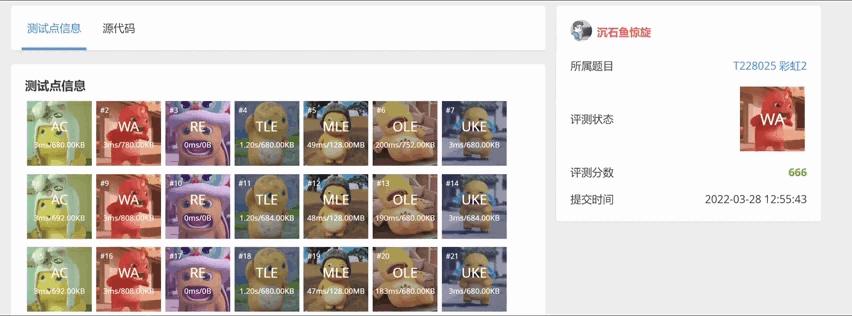 测试点信息 源代码
测试点信息
#2 #3 #4 #5 #6 #7
AC WA RE TLE MLE OLE UKE
3ms/680.00KB 3ms/780.00KB 0ms/0B 1.20s/680.00KB 49ms/128.00MB 200ms/752.00KB 3ms/680.00KB
#9 #10 #11 #12 #13 #14
AC WA RE TLE MLE OLE UKE
3ms/692.00KB 3ms/808.00KB 0ms/0B 1.20s/684.00KB 48ms/128.00MB 190ms/680.00KB 3ms/684.00KB
#16 #17 #18 #19 #20 #21
AC WA RE TLE MLE OLE UKE
3ms/692.00KB 3ms/808.00KB 0ms/0B 1.20s/680.00KB 47ms/128.00MB 183ms/680.00KB 3ms/680.00KB
沉石鱼惊旋
所属题目 T228025 彩虹2
评测状态 WA
评测分数 666
提交时间 2022-03-28 12:55:43